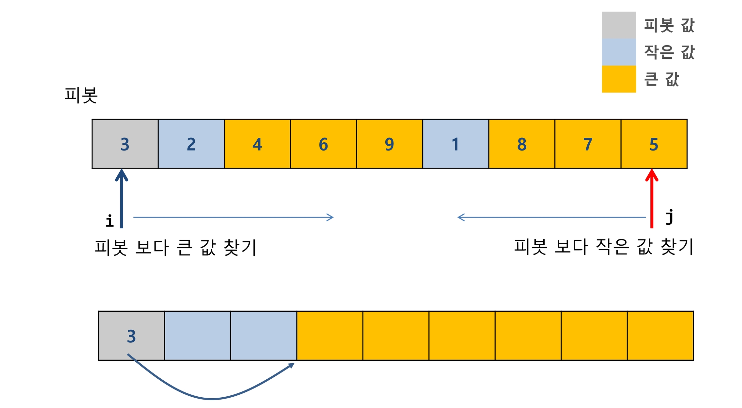 피봇 값
작은 값
큰 값
피봇
3 2 4 6 9 1 8 7 5
i j
피봇 보다 큰 값 찾기 피봇 보다 작은 값 찾기
3